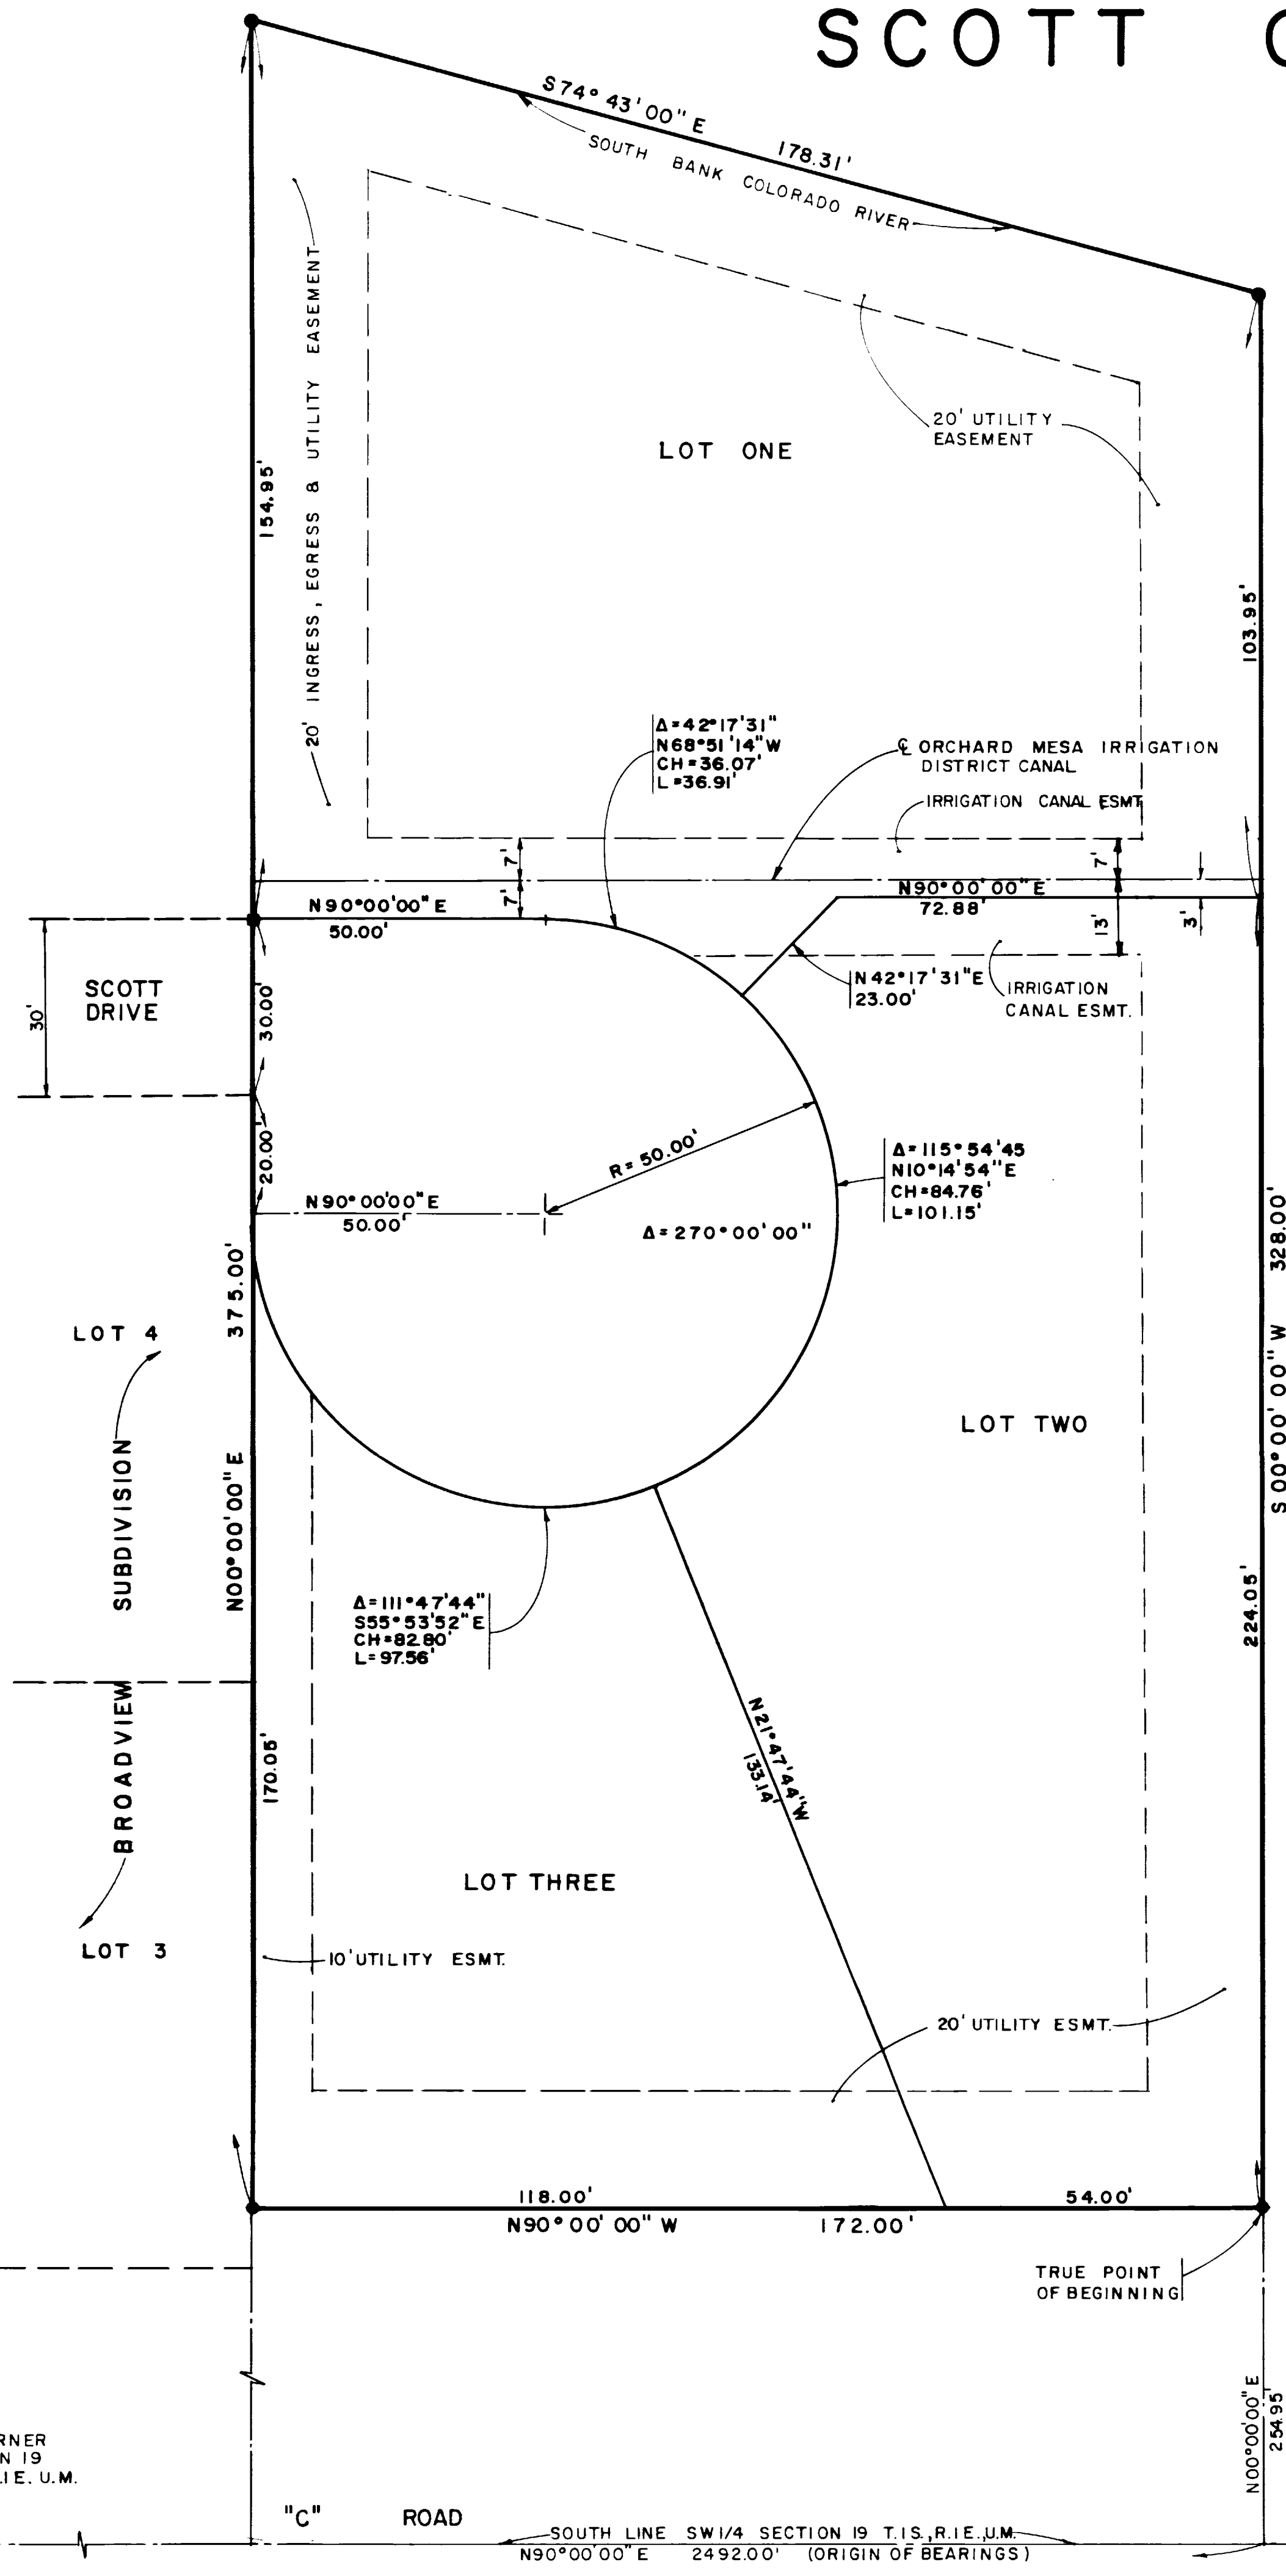 SCOTT
S74°43'00"E 178.31'
SOUTH BANK COLORADO RIVER
20' INGRESS, EGRESS & UTILITY EASEMENT
20' UTILITY
EASEMENT
LOT ONE
154.95'
103.95'
Δ=42°17'31"
N68°51'14"W
CH=36.07'
L=36.91'
℄ ORCHARD MESA IRRIGATION
DISTRICT CANAL
IRRIGATION CANAL ESMT
7'
7'
7'
13'
3'
N90°00'00"E
50.00'
N90°00'00"E
72.88'
N42°17'31"E
23.00'
IRRIGATION
CANAL ESMT.
SCOTT
DRIVE
30'
30.00'
20.00'
R=50.00'
Δ=115°54'45
N10°14'54"E
CH=84.76'
L=101.15'
N90°00'00"E
50.00'
Δ=270°00'00"
375.00'
N00°00'00"E
328.00'
S00°00'00"W
LOT 4
BROADVIEW SUBDIVISION
LOT TWO
Δ=111°47'44"
S55°53'52"E
CH=82.80'
L=97.56'
224.05'
170.05'
N21°47'44"W
133.14'
LOT THREE
LOT 3
10' UTILITY ESMT.
20' UTILITY ESMT.
118.00'
54.00'
N90°00'00"W 172.00'
TRUE POINT
OF BEGINNING
N00°00'00"E
254.95'
RNER
N 19
.1E. U.M.
"C" ROAD
SOUTH LINE SW1/4 SECTION 19 T.1S., R.1E., U.M.
N90°00'00"E 2492.00' (ORIGIN OF BEARINGS)